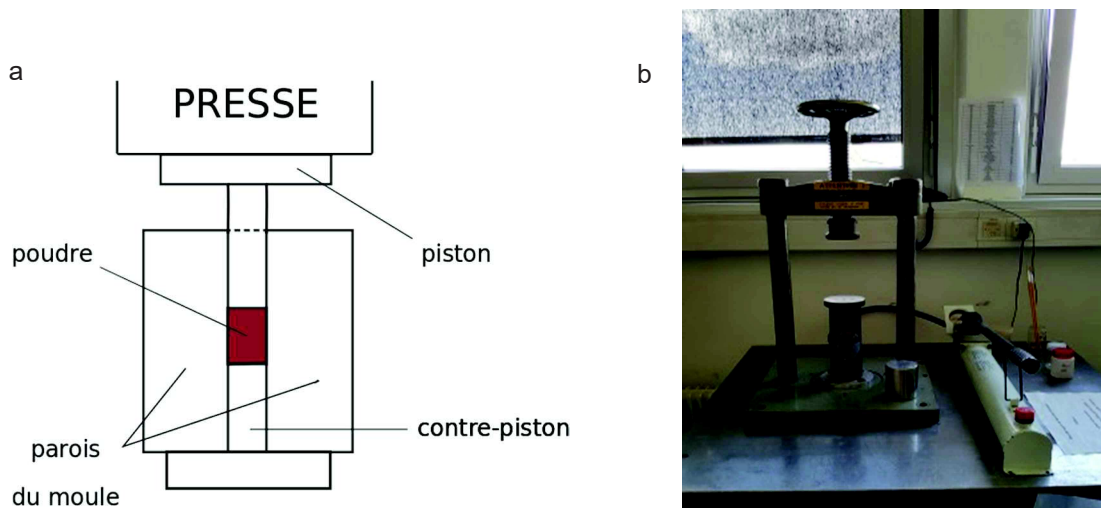 a
b
PRESSE
poudre
piston
parois
du moule
contre-piston